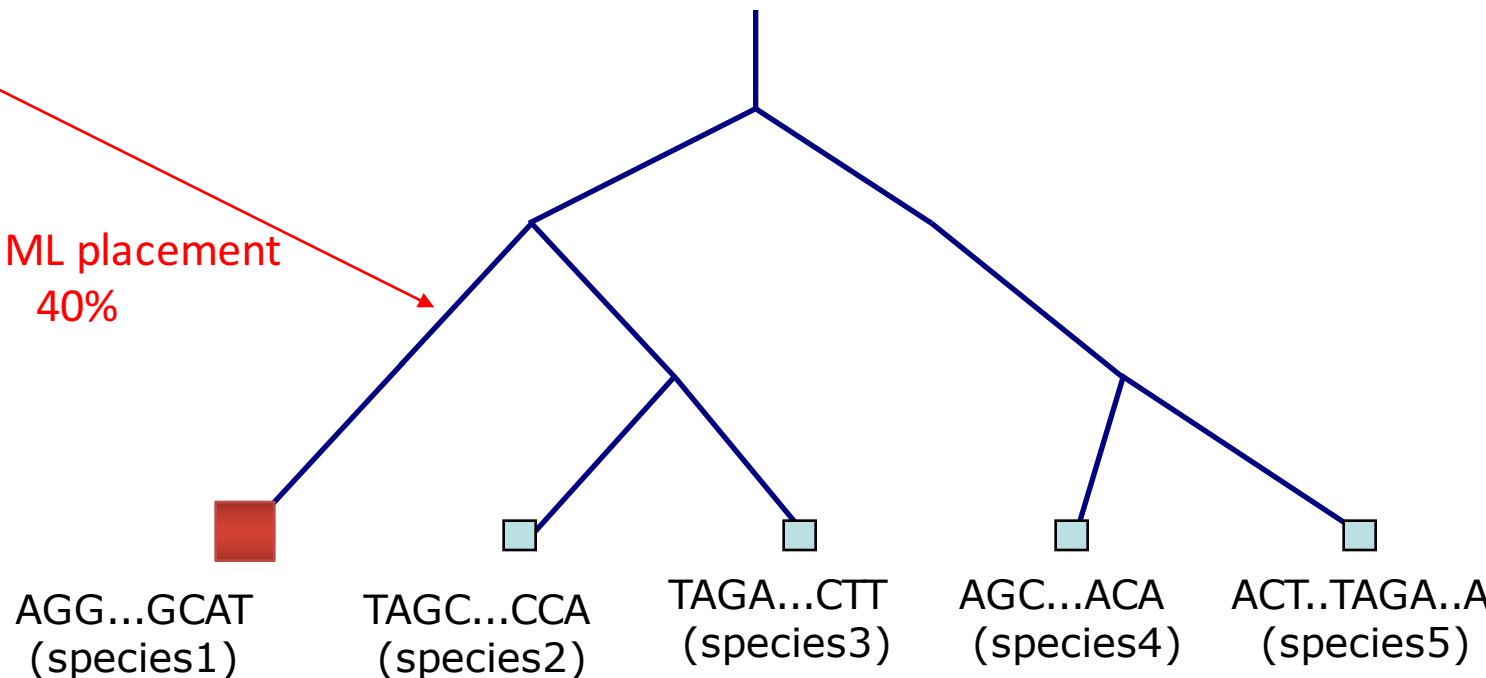 ML placement
40%
AGG...GCAT
(species1)
TAGC...CCA
(species2)
TAGA...CTT
(species3)
AGC...ACA
(species4)
ACT..TAGA..A
(species5)